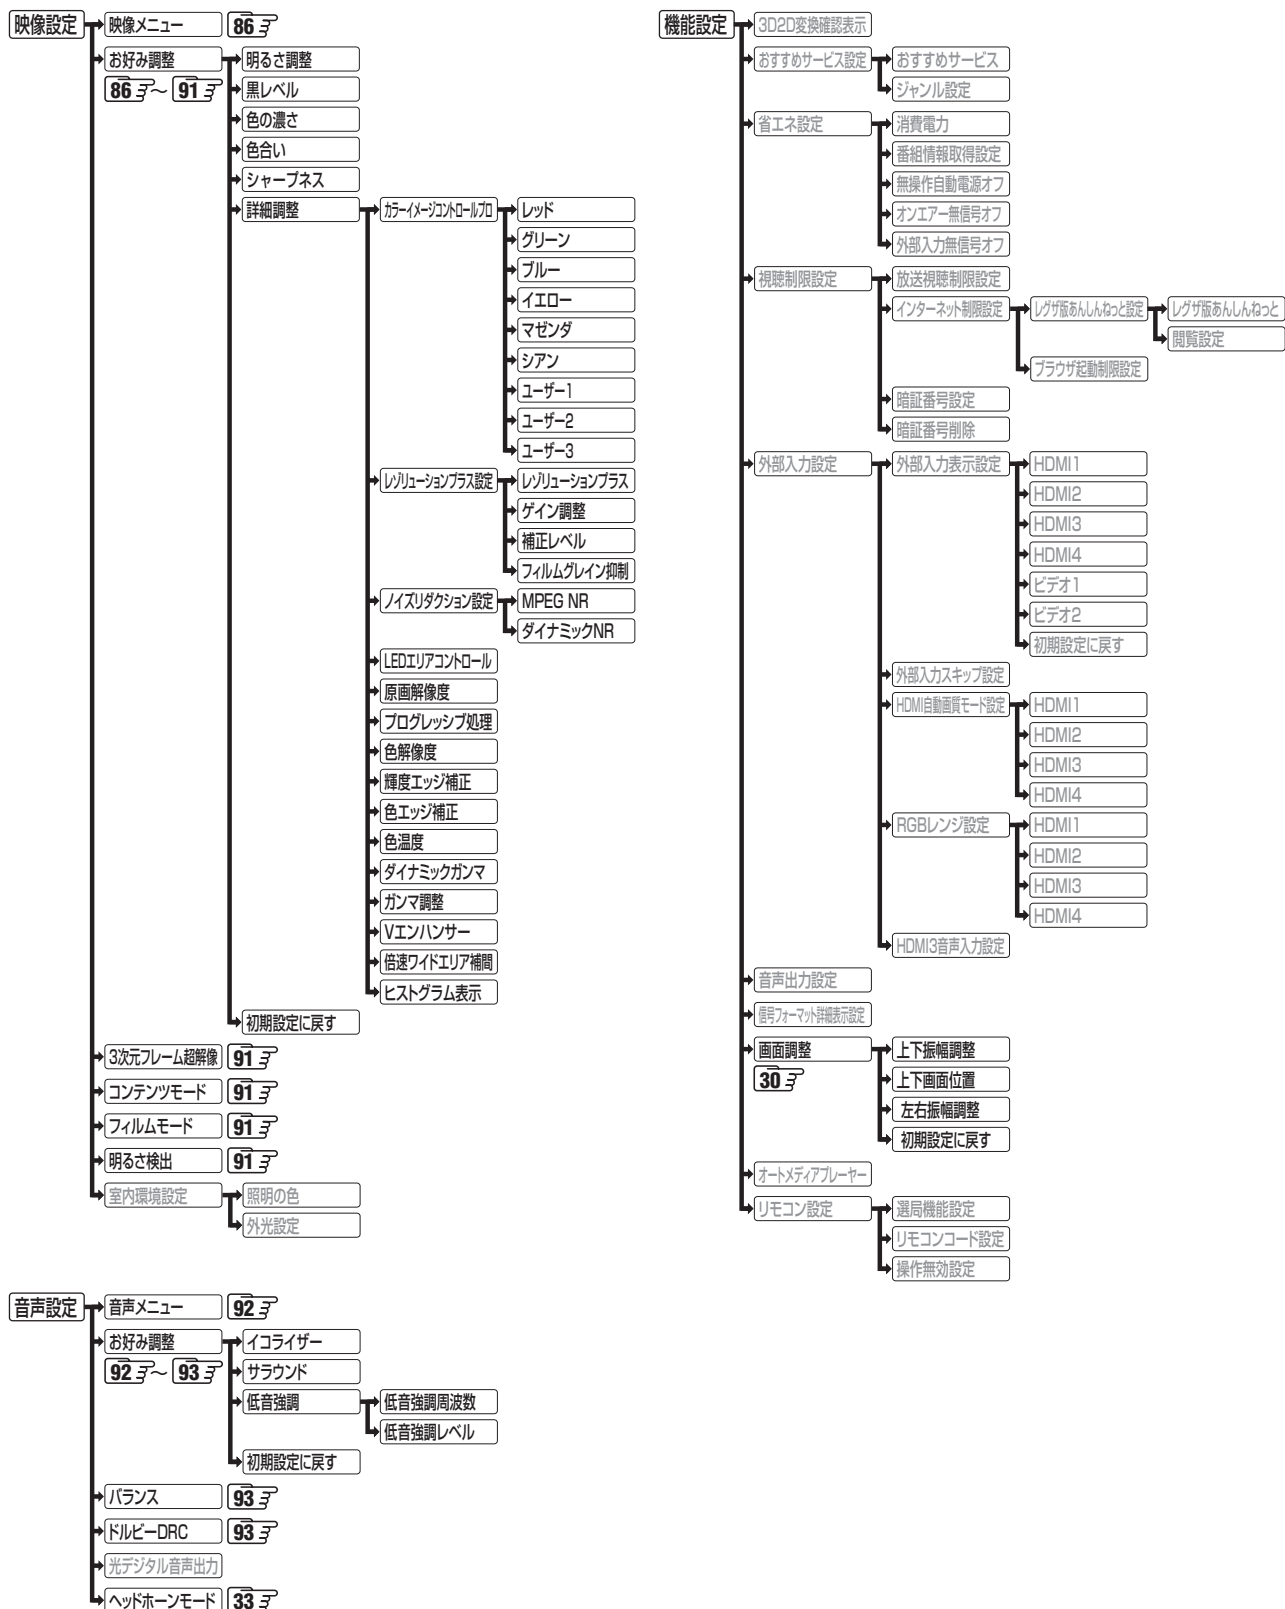 映像設定
映像メニュー 86
お好み調整
86 ～ 91
明るさ調整
黒レベル
色の濃さ
色合い
シャープネス
詳細調整
カラーイメージコントロールプロ
レッド
グリーン
ブルー
イエロー
マゼンダ
シアン
ユーザー1
ユーザー2
ユーザー3
レゾリューションプラス設定
レゾリューションプラス
ゲイン調整
補正レベル
フィルムグレイン抑制
ノイズリダクション設定
MPEG NR
ダイナミックNR
LEDエリアコントロール
原画解像度
プログレッシブ処理
色解像度
輝度エッジ補正
色エッジ補正
色温度
ダイナミックガンマ
ガンマ調整
Vエンハンサー
倍速ワイドエリア補間
ヒストグラム表示
初期設定に戻す
3次元フレーム超解像 91
コンテンツモード 91
フィルムモード 91
明るさ検出 91
室内環境設定
照明の色
外光設定
音声設定
音声メニュー 92
お好み調整
92 ～ 93
イコライザー
サラウンド
低音強調
低音強調周波数
低音強調レベル
初期設定に戻す
バランス 93
ドルビーDRC 93
光デジタル音声出力
ヘッドホーンモード 33
機能設定
3D2D変換確認表示
おすすめサービス設定
おすすめサービス
ジャンル設定
省エネ設定
消費電力
番組情報取得設定
無操作自動電源オフ
オンエアー無信号オフ
外部入力無信号オフ
視聴制限設定
放送視聴制限設定
インターネット制限設定
レグザ版あんしんねっと設定
レグザ版あんしんねっと
閲覧設定
ブラウザ起動制限設定
暗証番号設定
暗証番号削除
外部入力設定
外部入力表示設定
HDMI1
HDMI2
HDMI3
HDMI4
ビデオ1
ビデオ2
初期設定に戻す
外部入力スキップ設定
HDMI自動画質モード設定
HDMI1
HDMI2
HDMI3
HDMI4
RGBレンジ設定
HDMI1
HDMI2
HDMI3
HDMI4
HDMI3音声入力設定
音声出力設定
信号フォーマット詳細表示設定
画面調整
30
上下振幅調整
上下画面位置
左右振幅調整
初期設定に戻す
オートメディアプレーヤー
リモコン設定
選局機能設定
リモコンコード設定
操作無効設定